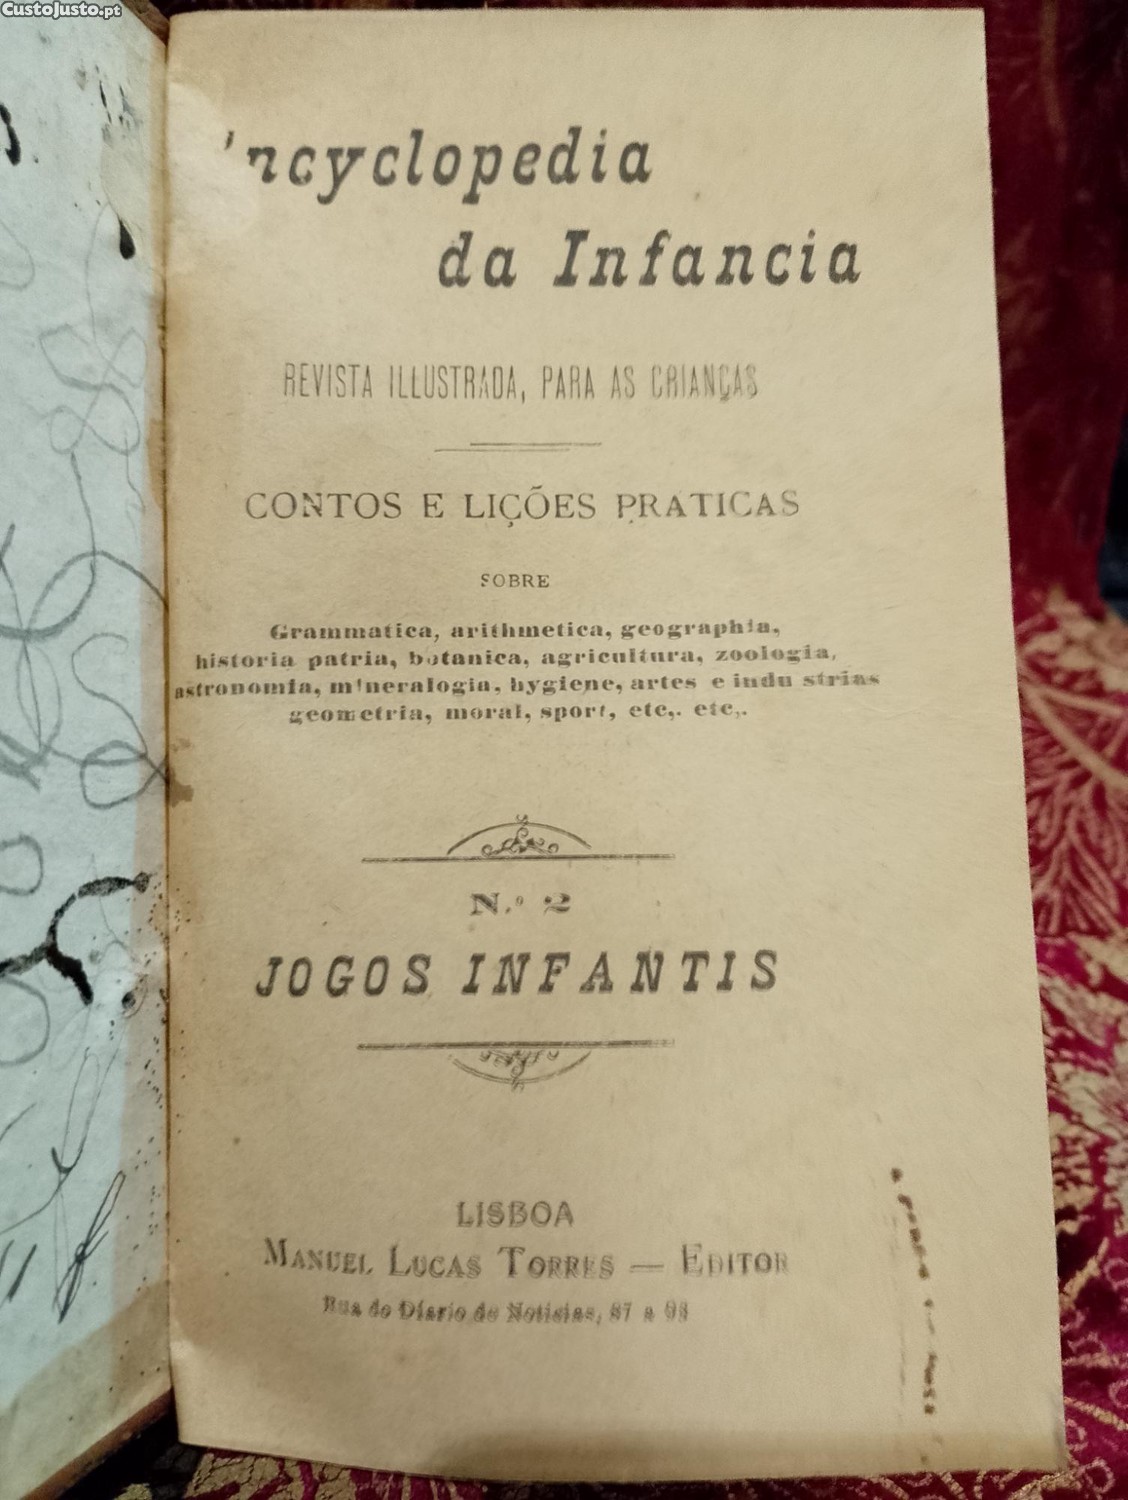 CustoJusto.pt
'ncyclopedia
da Infancia
REVISTA ILLUSTRADA, PARA AS CRIANÇAS
CONTOS E LIÇÕES PRATICAS
SOBRE
Grammatica, arithmetica, geographia,
historia patria, botanica, agricultura, zoologia,
astronomia, mineralogia, hygiene, artes e indu strias
geometria, moral, sport, etc,. etc,.
N.º 2
JOGOS INFANTIS
LISBOA
MANUEL LUCAS TORRES — EDITOR
Rua do Diario de Noticias, 87 a 93